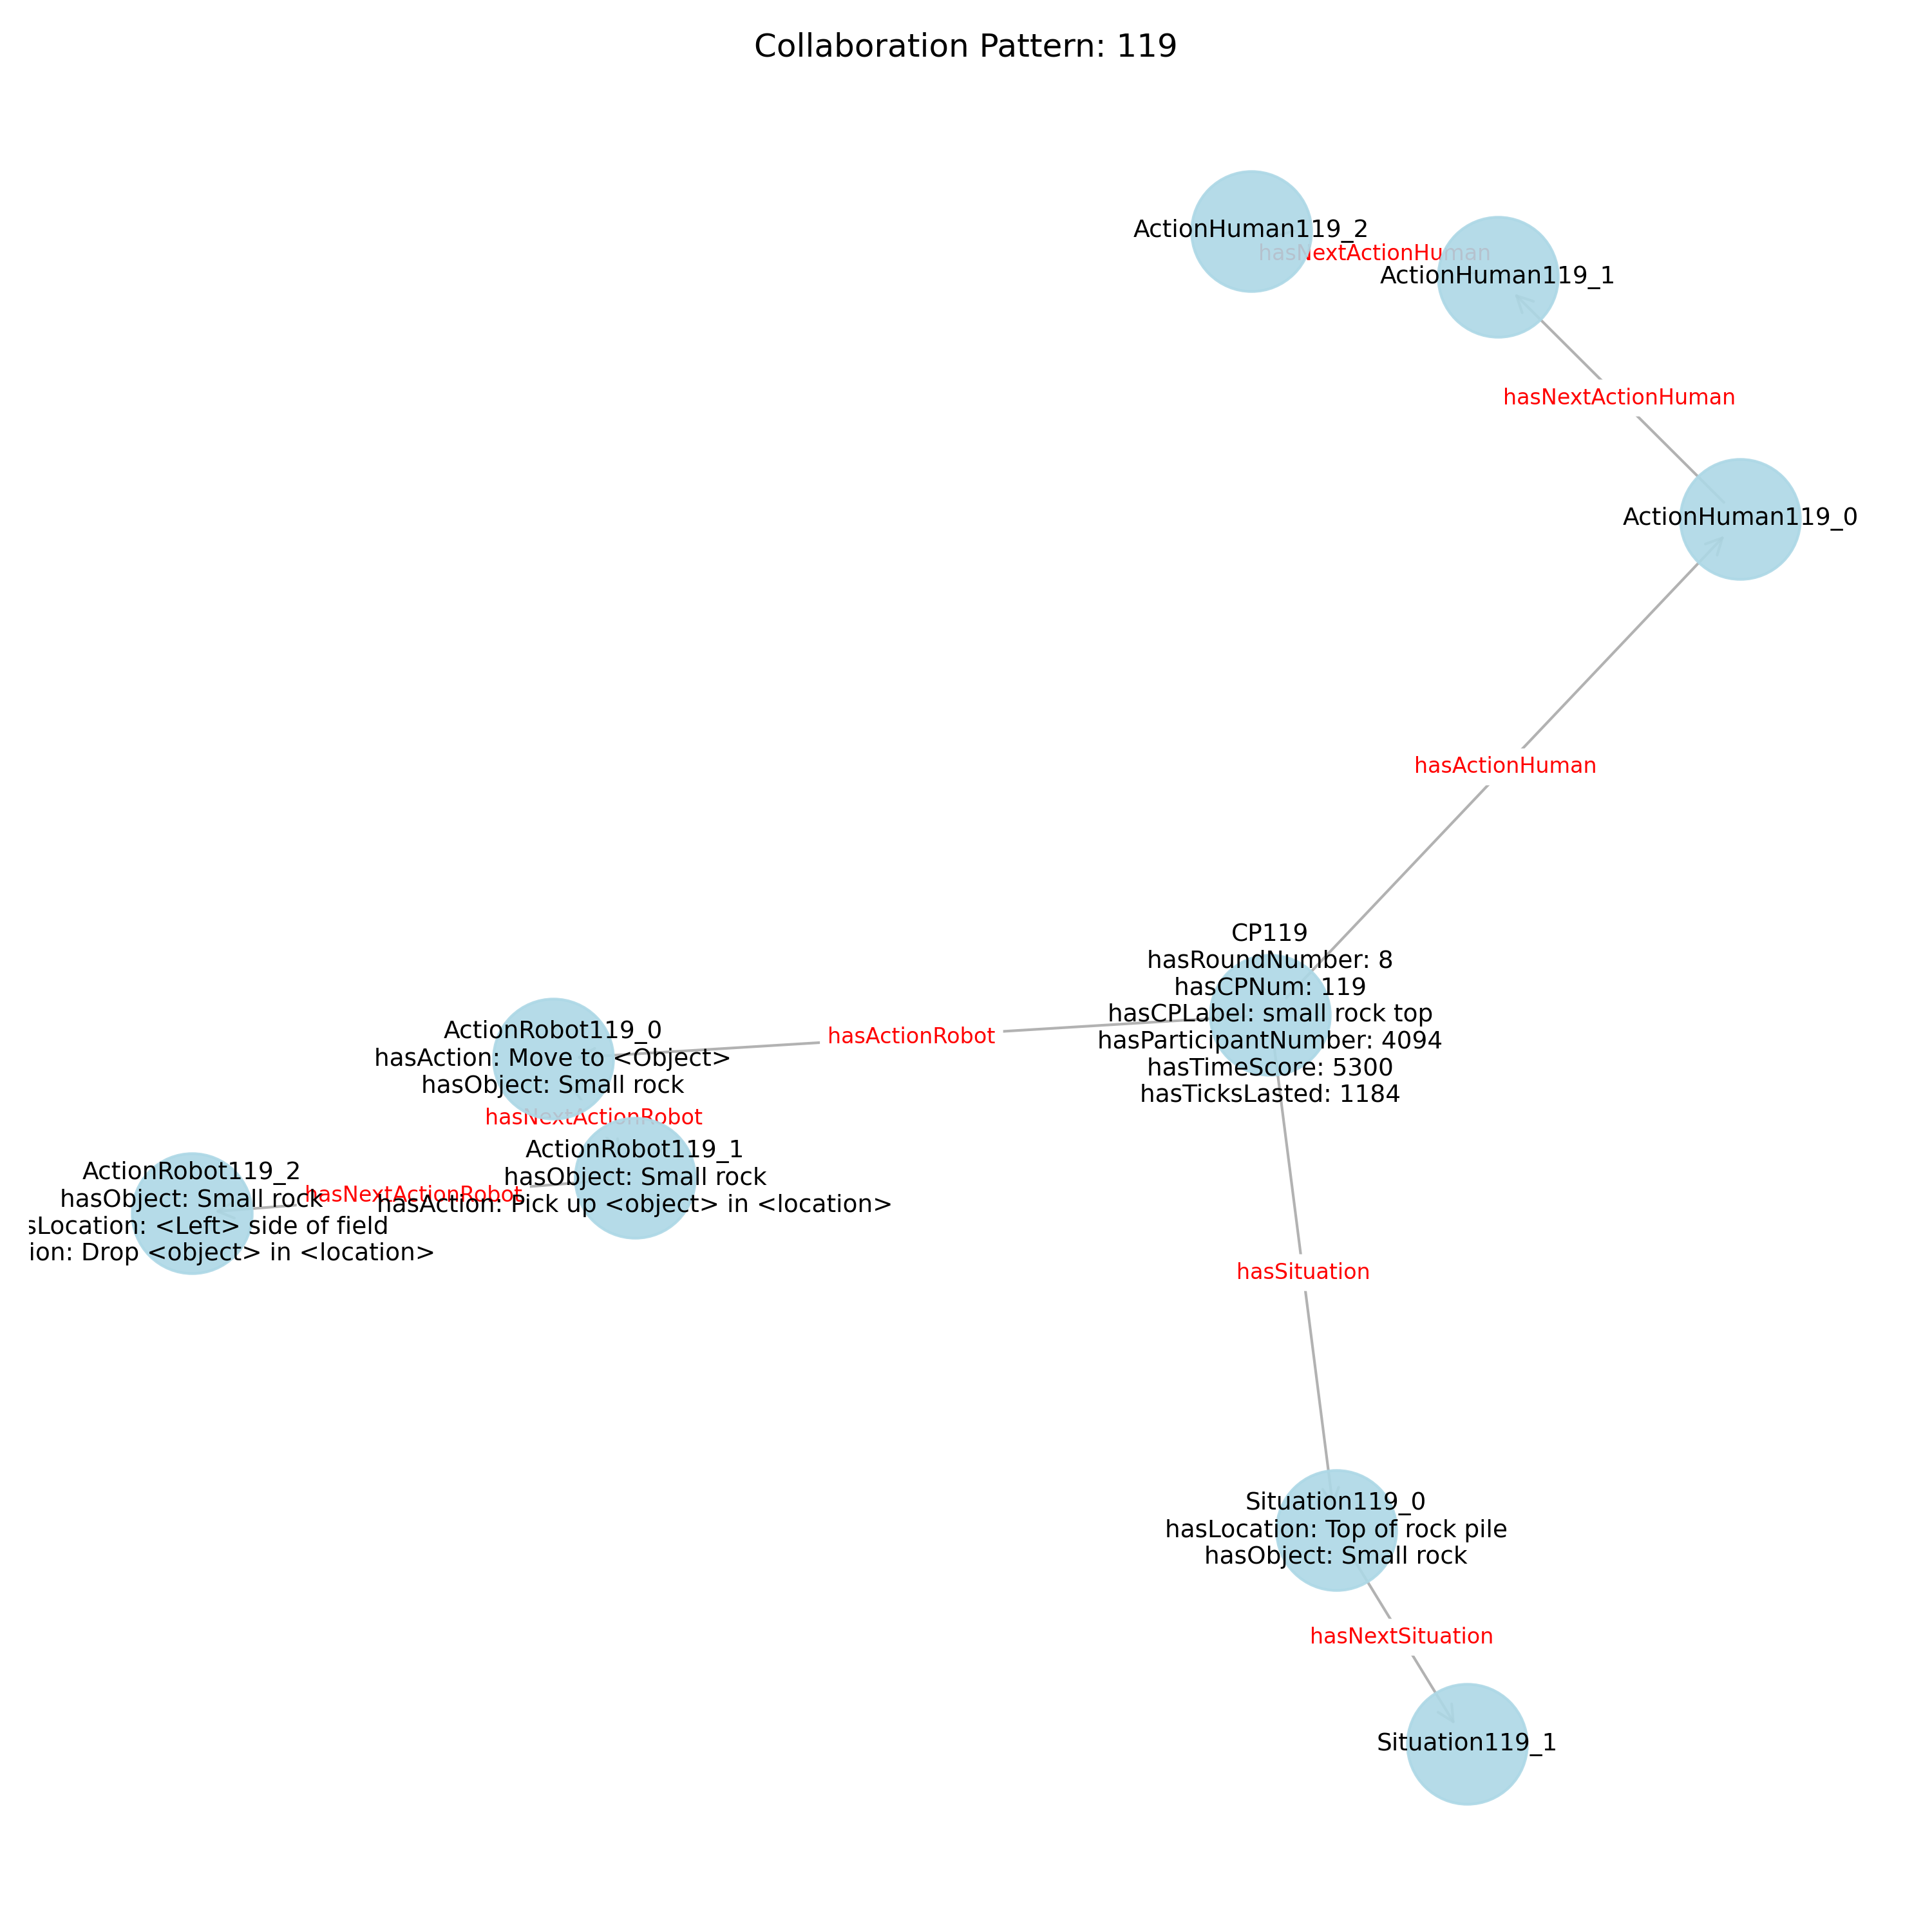 Collaboration Pattern: 119
ActionHuman119_2
hasNextActionHuman
ActionHuman119_1
hasNextActionHuman
ActionHuman119_0
hasActionHuman
CP119
hasRoundNumber: 8
hasCPNum: 119
hasCPLabel: small rock top
hasParticipantNumber: 4094
hasTimeScore: 5300
hasTicksLasted: 1184
hasActionRobot
ActionRobot119_0
hasAction: Move to <Object>
hasObject: Small rock
hasNextActionRobot
ActionRobot119_1
hasObject: Small rock
hasAction: Pick up <object> in <location>
hasNextActionRobot
ActionRobot119_2
hasObject: Small rock
sLocation: <Left> side of field
ion: Drop <object> in <location>
hasSituation
Situation119_0
hasLocation: Top of rock pile
hasObject: Small rock
hasNextSituation
Situation119_1